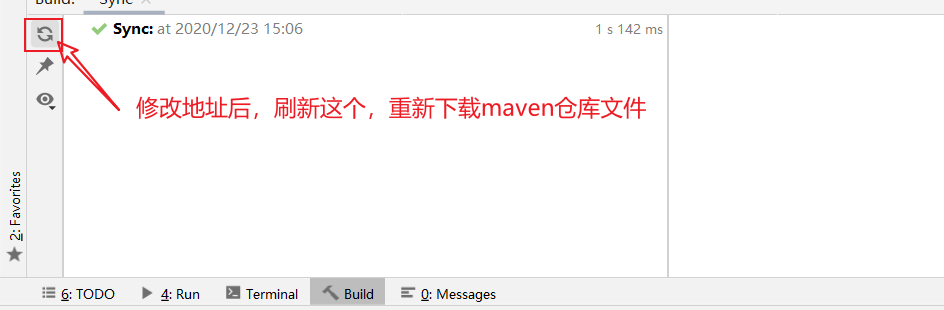 Build:
Sync
Sync: at 2020/12/23 15:06
1 s 142 ms
修改地址后，刷新这个，重新下载maven仓库文件
2: Favorites
6: TODO
4: Run
Terminal
Build
0: Messages